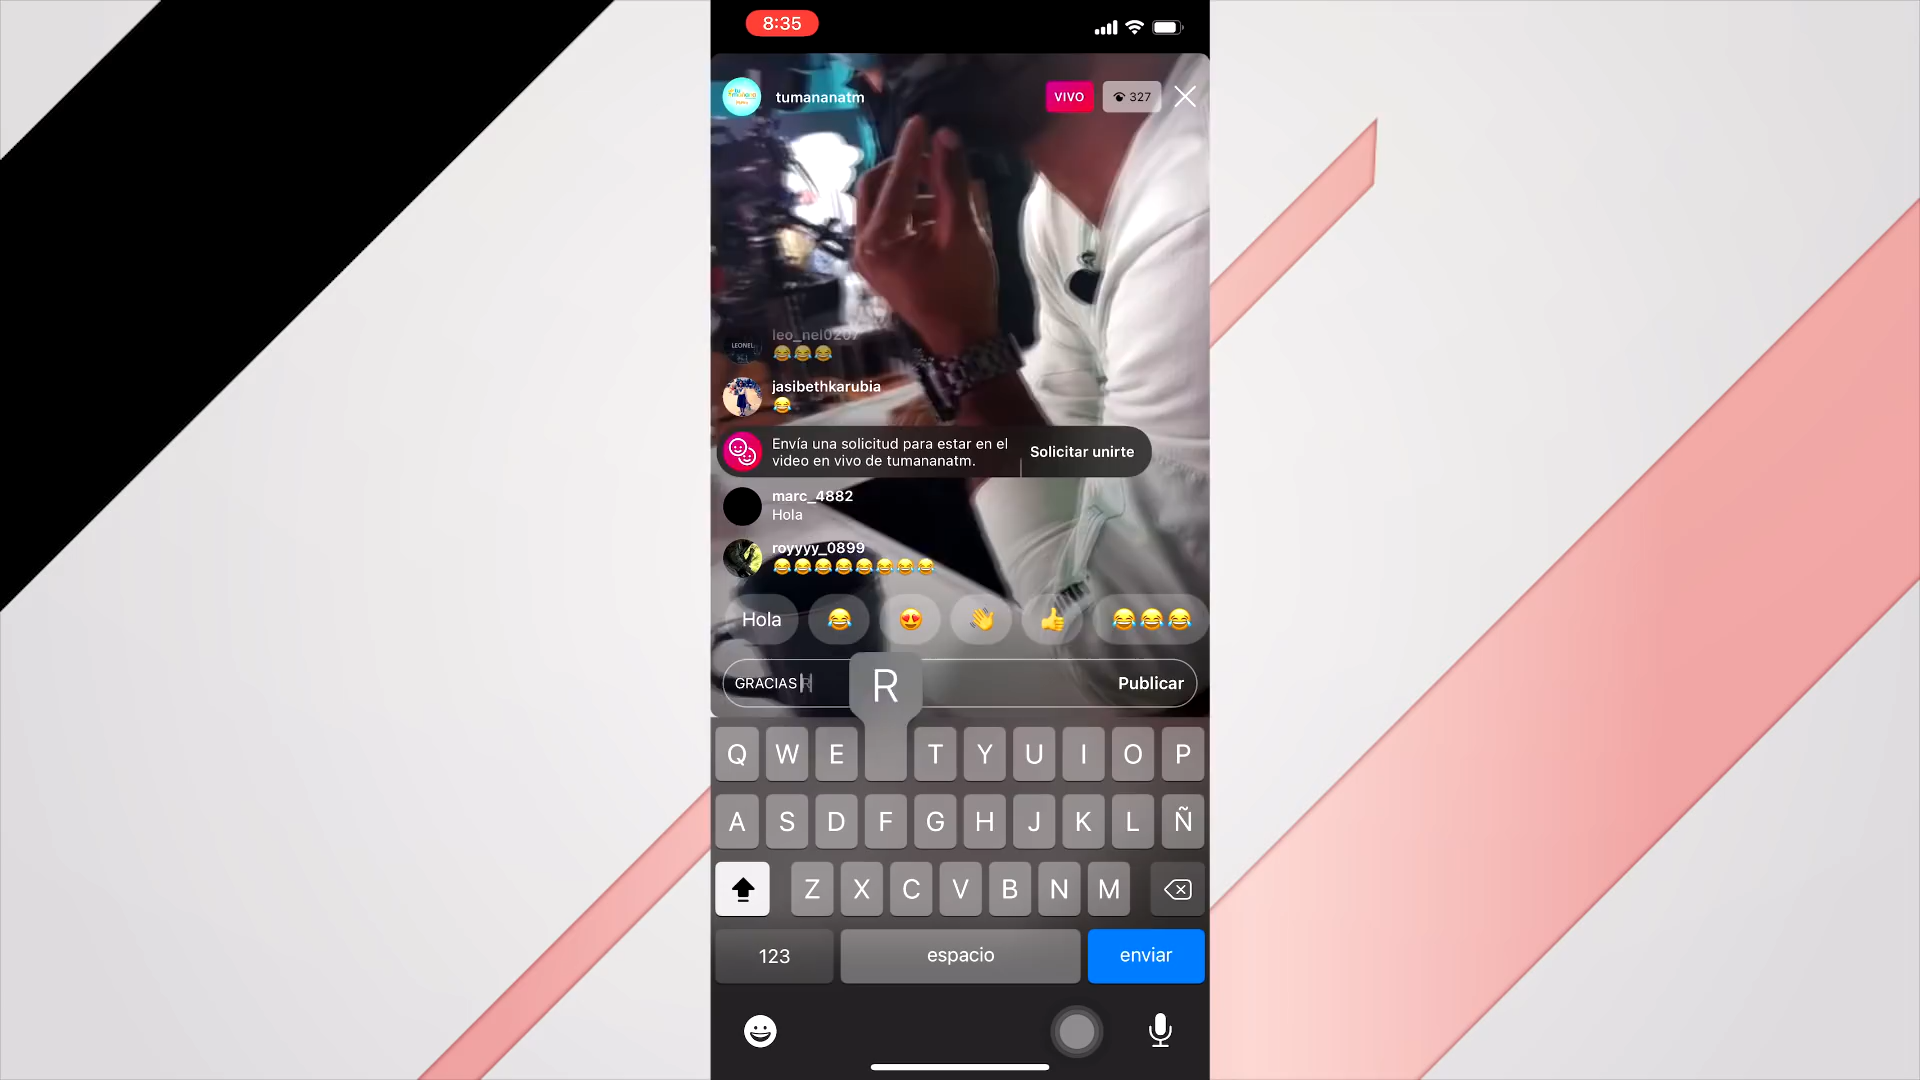 8:35
tumananatm
VIVO
327
leo_nel0207
LEONEL
😂😂😂
jasibethkarubia
😂
Envía una solicitud para estar en el
video en vivo de tumananatm.
Solicitar unirte
marc_4882
Hola
royyyy_0899
😂😂😂😂😂😂😂😂
Hola 😂 😍 👋 👍 😂😂😂
GRACIAS R
R
Publicar
Q W E T Y U I O P
A S D F G H J K L Ñ
Z X C V B N M
123 espacio enviar